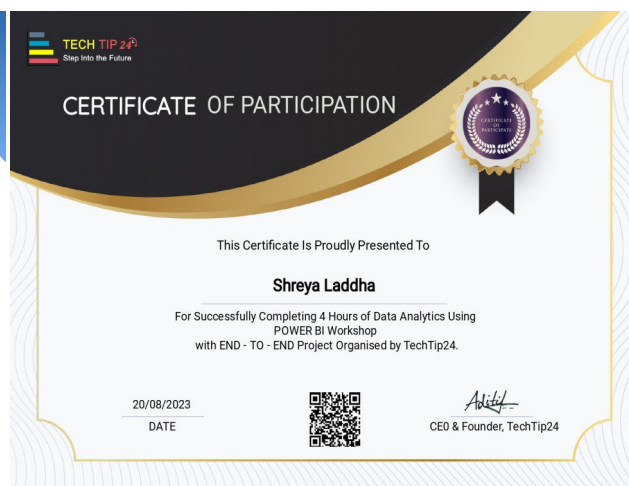 TECH TIP 24
Step Into the Future
CERTIFICATE OF PARTICIPATION
CERTIFICATE
OF
PARTICIPATE
This Certificate Is Proudly Presented To
Shreya Laddha
For Successfully Completing 4 Hours of Data Analytics Using
POWER BI Workshop
with END - TO - END Project Organised by TechTip24.
Aditi
20/08/2023
DATE
CEO & Founder, TechTip24